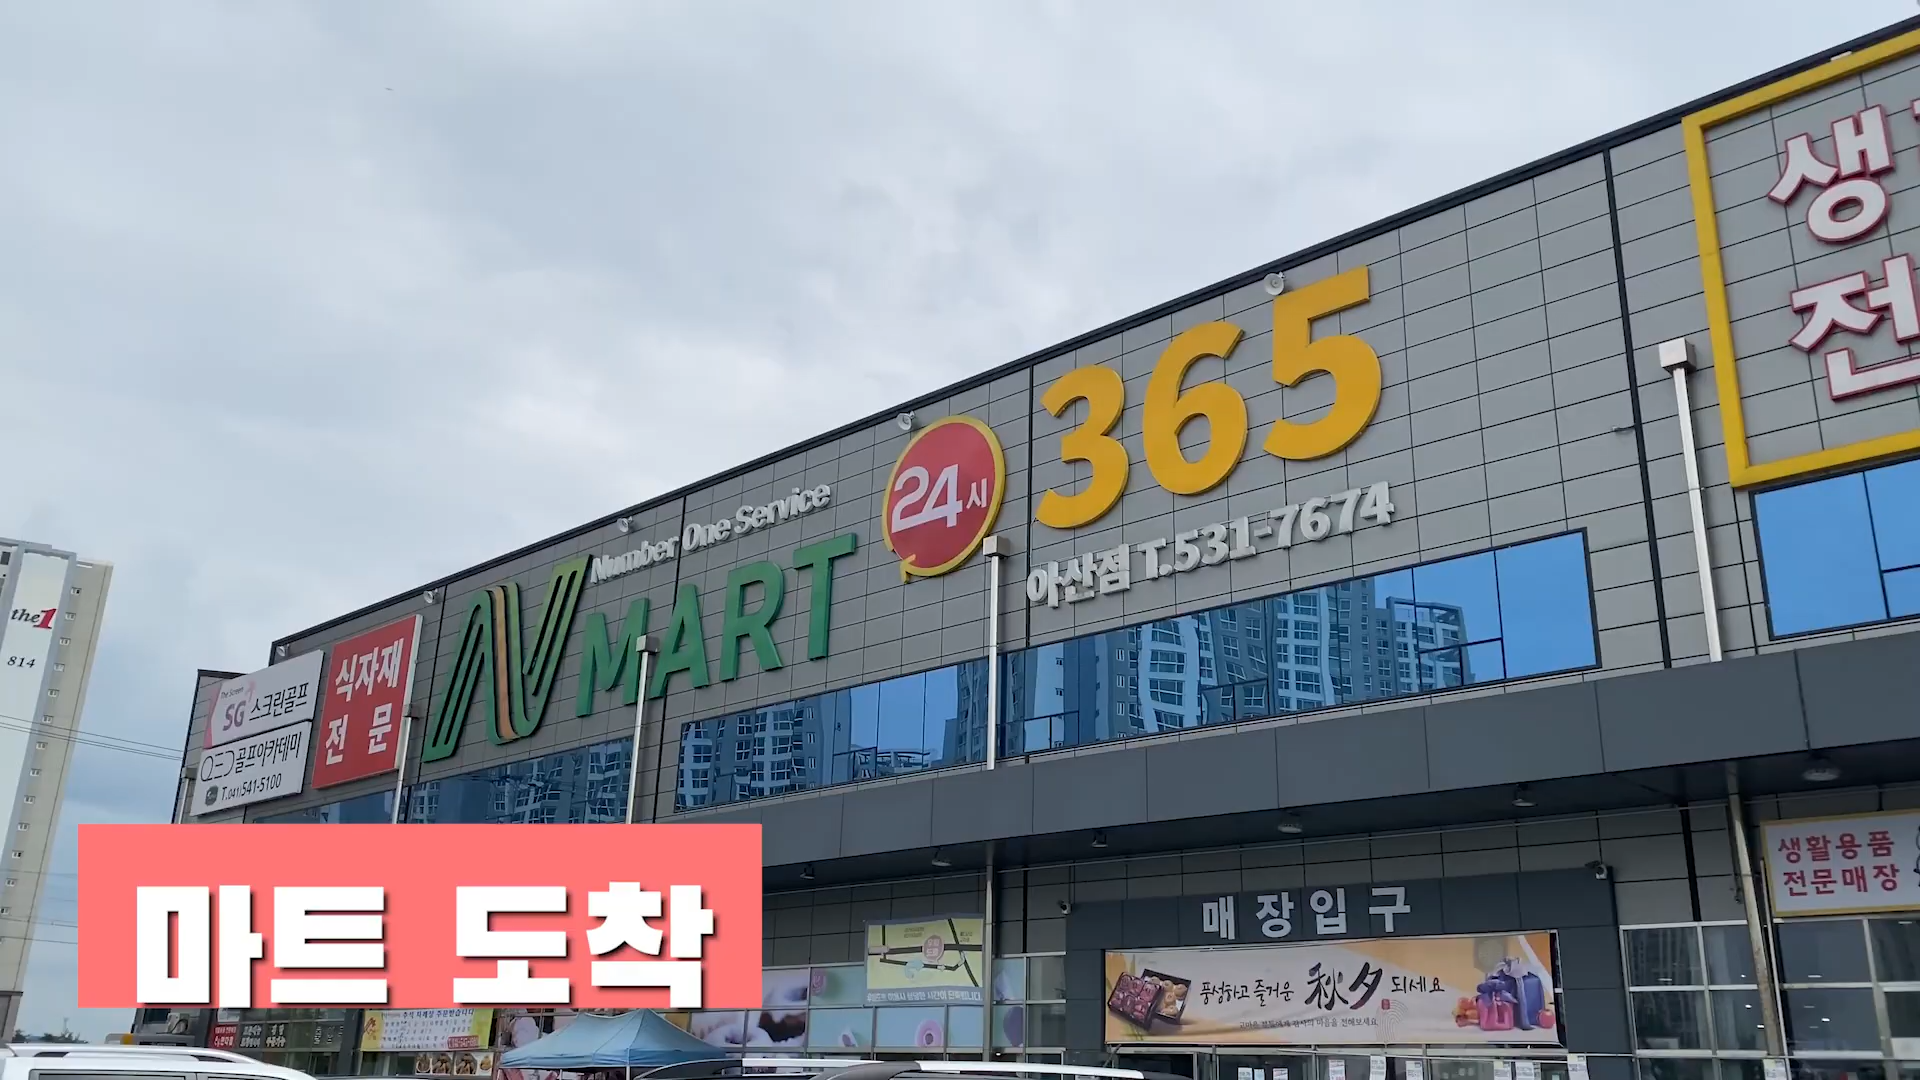 생
전
365
24시
Number One Service
N MART
아산점 T.531-7674
식자재
전 문
The Screen
SG 스크린골프
QED골프아카데미
T.041)541-5100
the1
814
생활용품
전문매장
매장입구
풍성하고 즐거운 秋夕 되세요
마트 도착